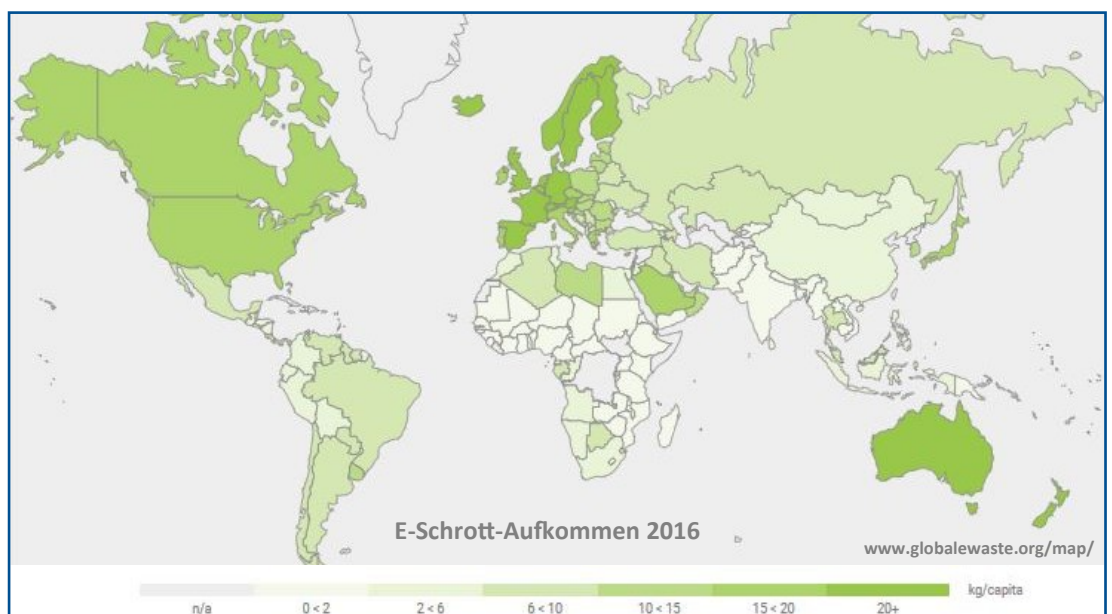 E-Schrott-Aufkommen 2016
www.globalewaste.org/map/
kg/capita
n/a 0 < 2 2 < 6 6 < 10 10 < 15 15 < 20 20+